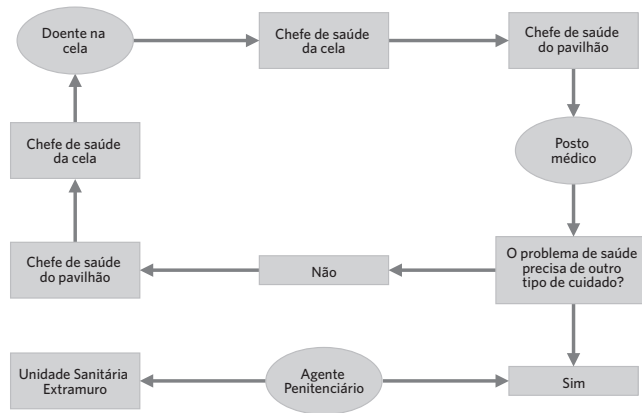 Doente na
cela
Chefe de saúde
da cela
Chefe de saúde
do pavilhão
Chefe de saúde
da cela
Posto
médico
Chefe de saúde
do pavilhão
Não
O problema de saúde
precisa de outro
tipo de cuidado?
Unidade Sanitária
Extramuro
Agente
Penitenciário
Sim